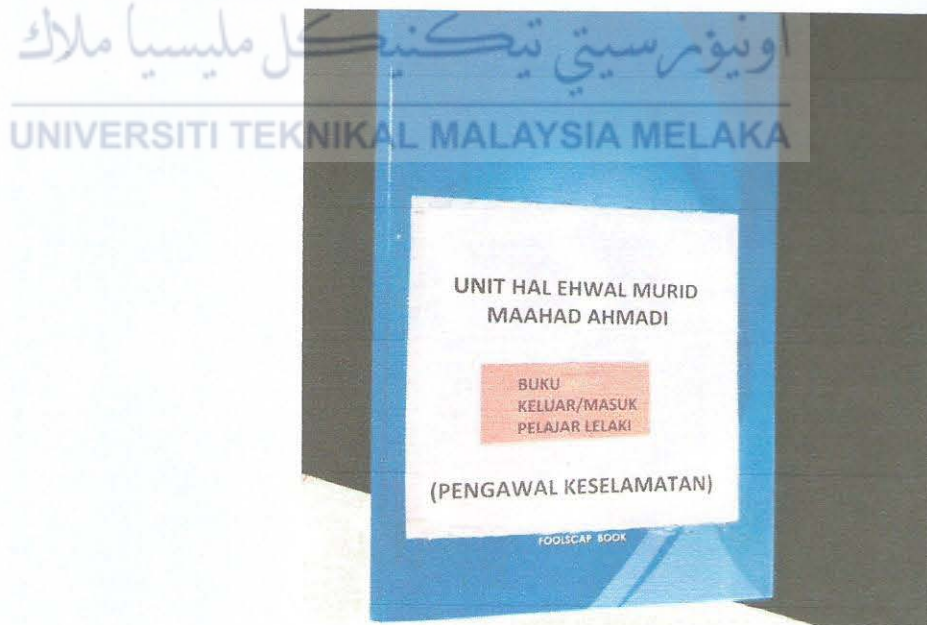 اونيۏرسيتي تيكنيكل مليسيا ملاك
UNIVERSITI TEKNIKAL MALAYSIA MELAKA
UNIT HAL EHWAL MURID
MAAHAD AHMADI
BUKU
KELUAR/MASUK
PELAJAR LELAKI
(PENGAWAL KESELAMATAN)
FOOLSCAP BOOK